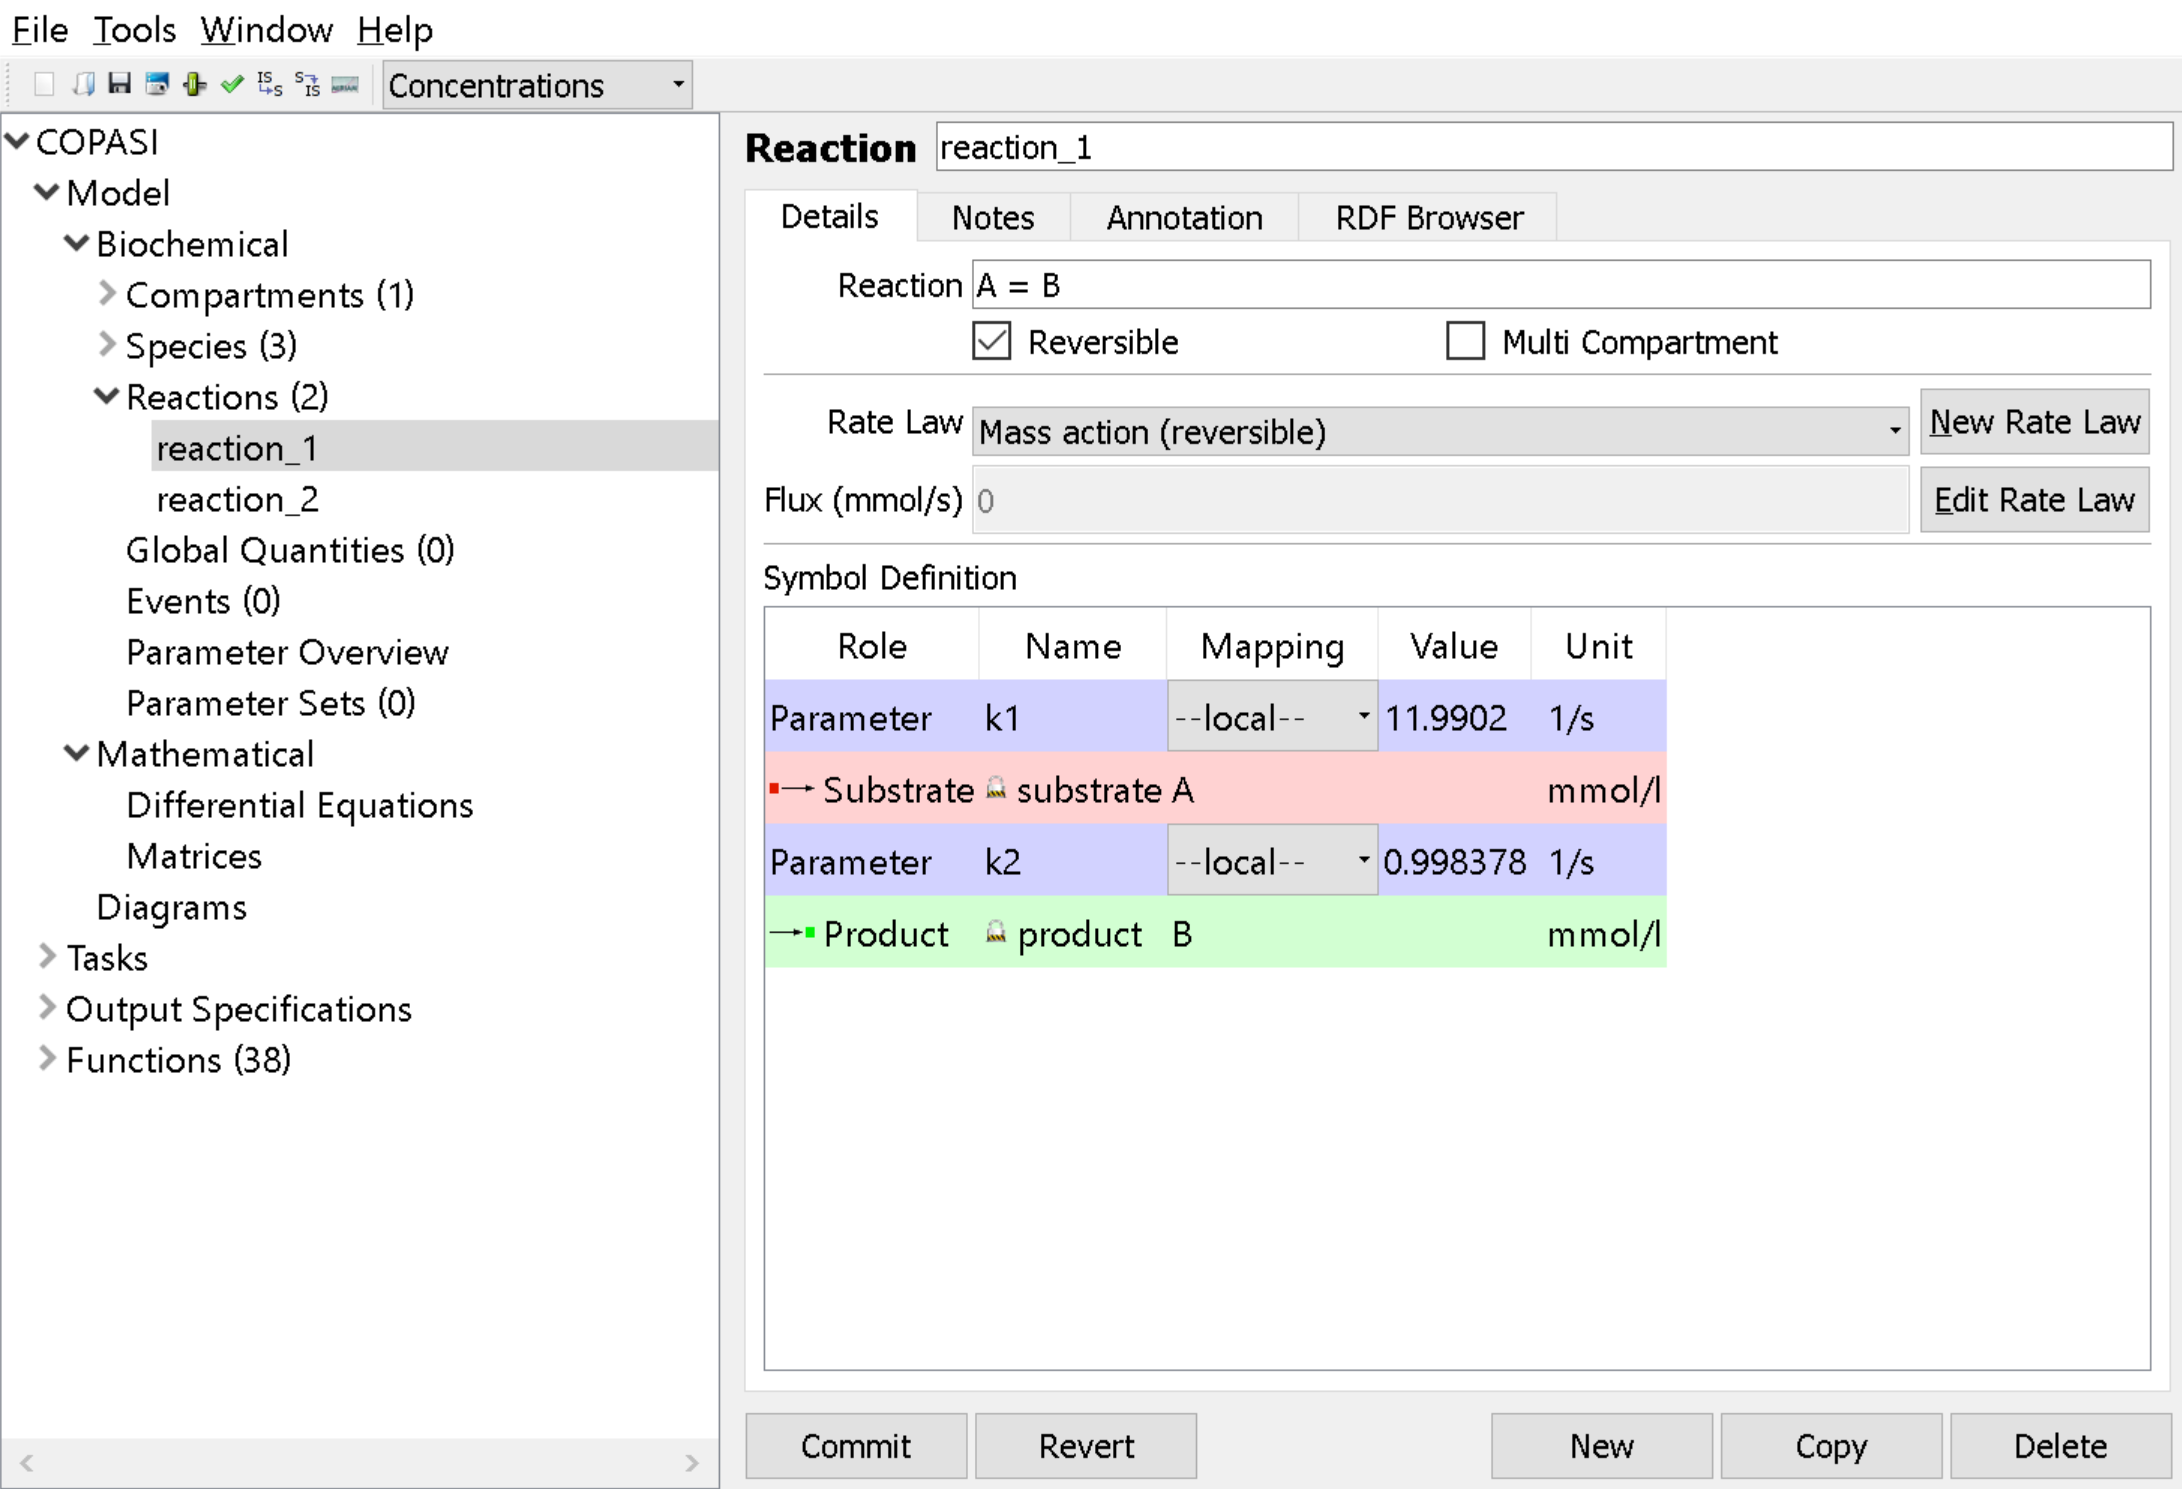 File Tools Window Help
IS S S IS Concentrations
COPASI
Model
Biochemical
Compartments (1)
Species (3)
Reactions (2)
reaction_1
reaction_2
Global Quantities (0)
Events (0)
Parameter Overview
Parameter Sets (0)
Mathematical
Differential Equations
Matrices
Diagrams
Tasks
Output Specifications
Functions (38)
Reaction reaction_1
Details Notes Annotation RDF Browser
Reaction A = B
Reversible Multi Compartment
Rate Law Mass action (reversible) New Rate Law
Flux (mmol/s) 0 Edit Rate Law
Symbol Definition
Role Name Mapping Value Unit
Parameter k1 --local-- 11.9902 1/s
Substrate substrate A mmol/l
Parameter k2 --local-- 0.998378 1/s
Product product B mmol/l
Commit Revert New Copy Delete